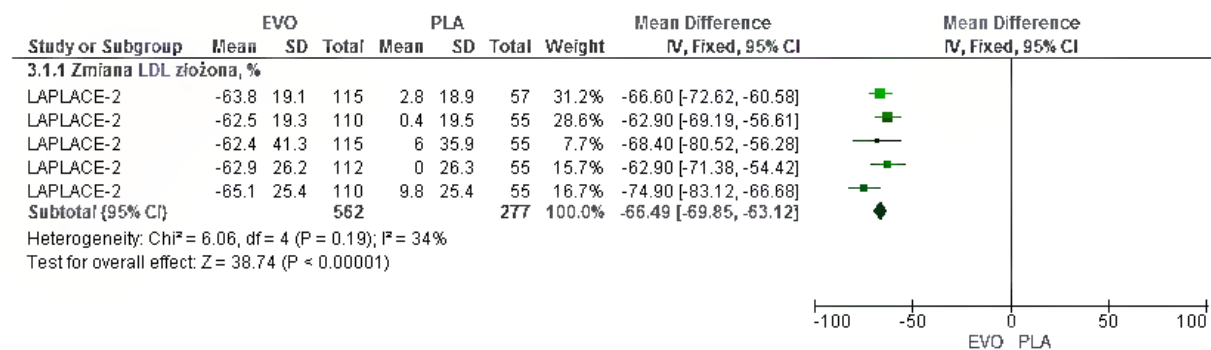 EVO PLA Mean Difference Mean Difference
Study or Subgroup Mean SD Total Mean SD Total Weight IV, Fixed, 95% CI IV, Fixed, 95% CI
3.1.1 Zmiana LDL złożona, %
LAPLACE-2 -63.8 19.1 115 2.8 18.9 57 31.2% -66.60 [-72.62, -60.58]
LAPLACE-2 -62.5 19.3 110 0.4 19.5 55 28.6% -62.90 [-69.19, -56.61]
LAPLACE-2 -62.4 41.3 115 6 35.9 55 7.7% -68.40 [-80.52, -56.28]
LAPLACE-2 -62.9 26.2 112 0 26.3 55 15.7% -62.90 [-71.38, -54.42]
LAPLACE-2 -65.1 25.4 110 9.8 25.4 55 16.7% -74.90 [-83.12, -66.68]
Subtotal (95% CI) 562 277 100.0% -66.49 [-69.85, -63.12]
Heterogeneity: Chi² = 6.06, df = 4 (P = 0.19); I² = 34%
Test for overall effect: Z = 38.74 (P < 0.00001)
-100 -50 0 50 100
EVO PLA